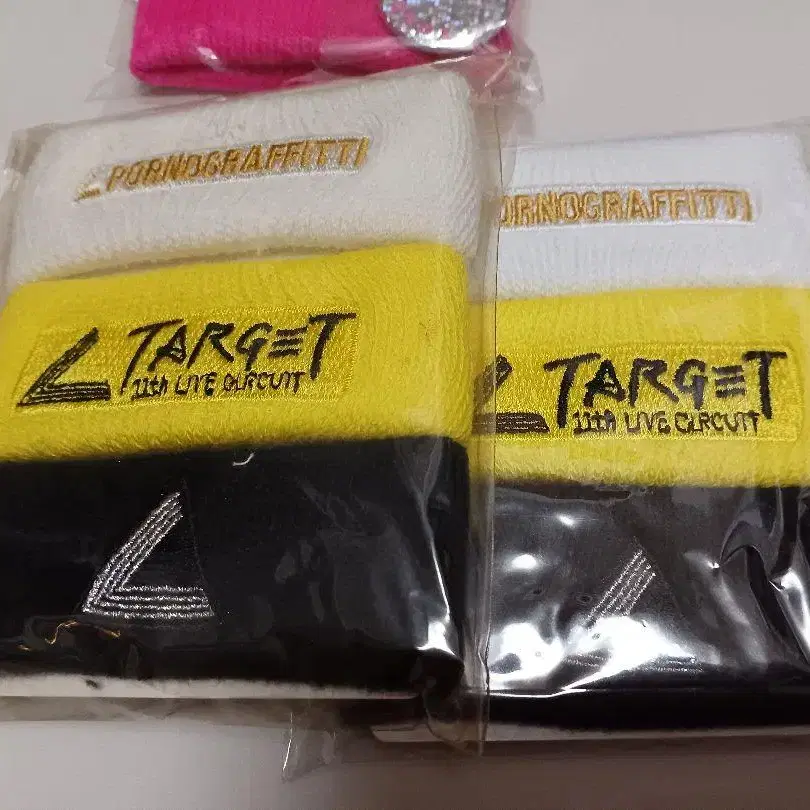 PORNOGRAFFITTI
TARGET
11th LIVE CIRCUIT
ORNOGRAFFITTI
TARGET
11th LIVE CIRCUIT